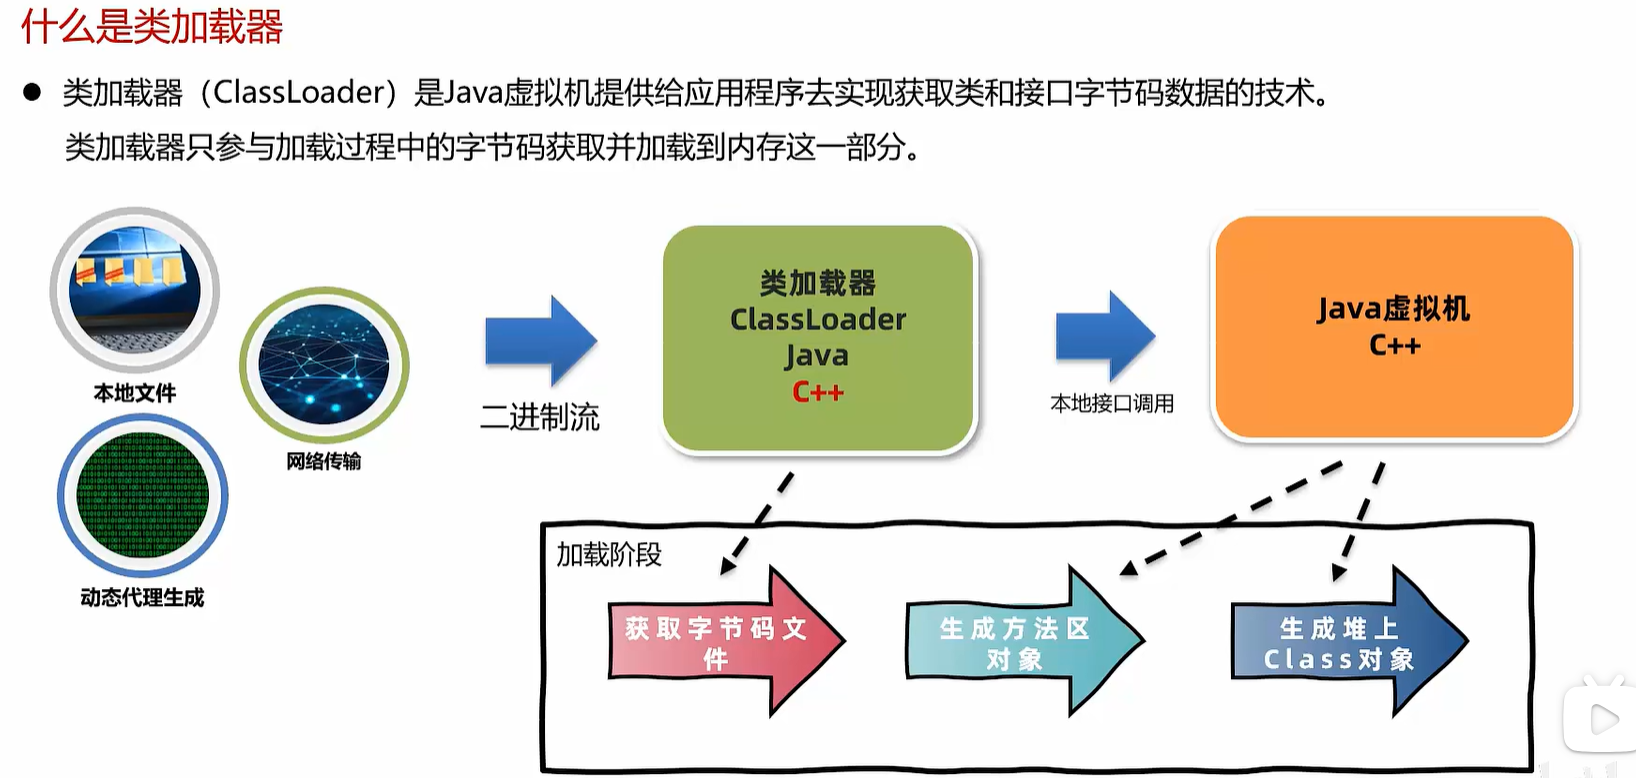 什么是类加载器
● 类加载器（ClassLoader）是Java虚拟机提供给应用程序去实现获取类和接口字节码数据的技术。
类加载器只参与加载过程中的字节码获取并加载到内存这一部分。
本地文件
网络传输
动态代理生成
二进制流
类加载器
ClassLoader
Java
C++
本地接口调用
Java虚拟机
C++
加载阶段
获取字节码文
件
生成方法区
对象
生成堆上
Class对象